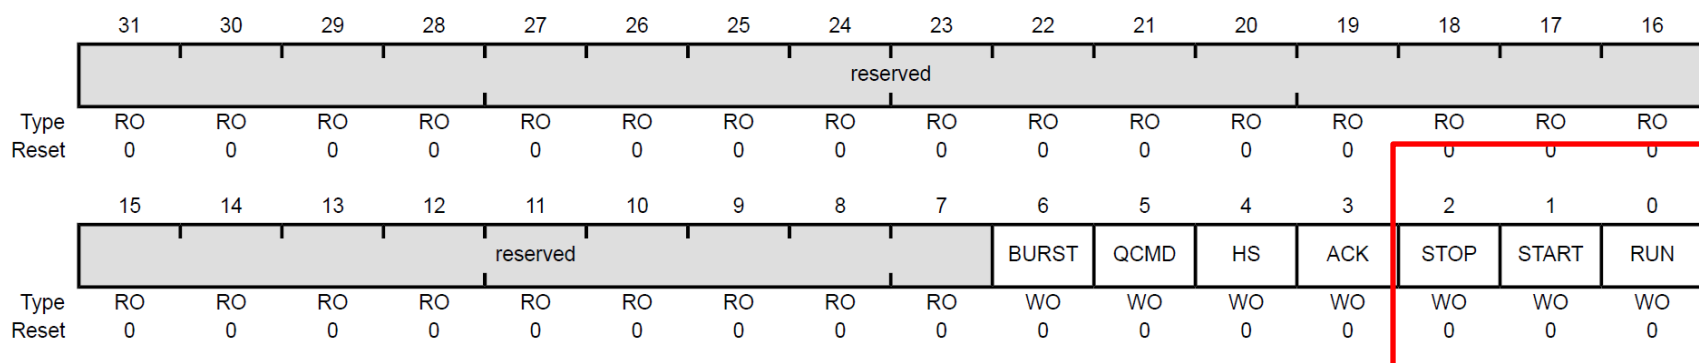 31 30 29 28 27 26 25 24 23 22 21 20 19 18 17 16
reserved
Type RO RO RO RO RO RO RO RO RO RO RO RO RO RO RO RO
Reset 0 0 0 0 0 0 0 0 0 0 0 0 0 0 0 0
15 14 13 12 11 10 9 8 7 6 5 4 3 2 1 0
reserved BURST QCMD HS ACK STOP START RUN
Type RO RO RO RO RO RO RO RO RO WO WO WO WO WO WO WO
Reset 0 0 0 0 0 0 0 0 0 0 0 0 0 0 0 0